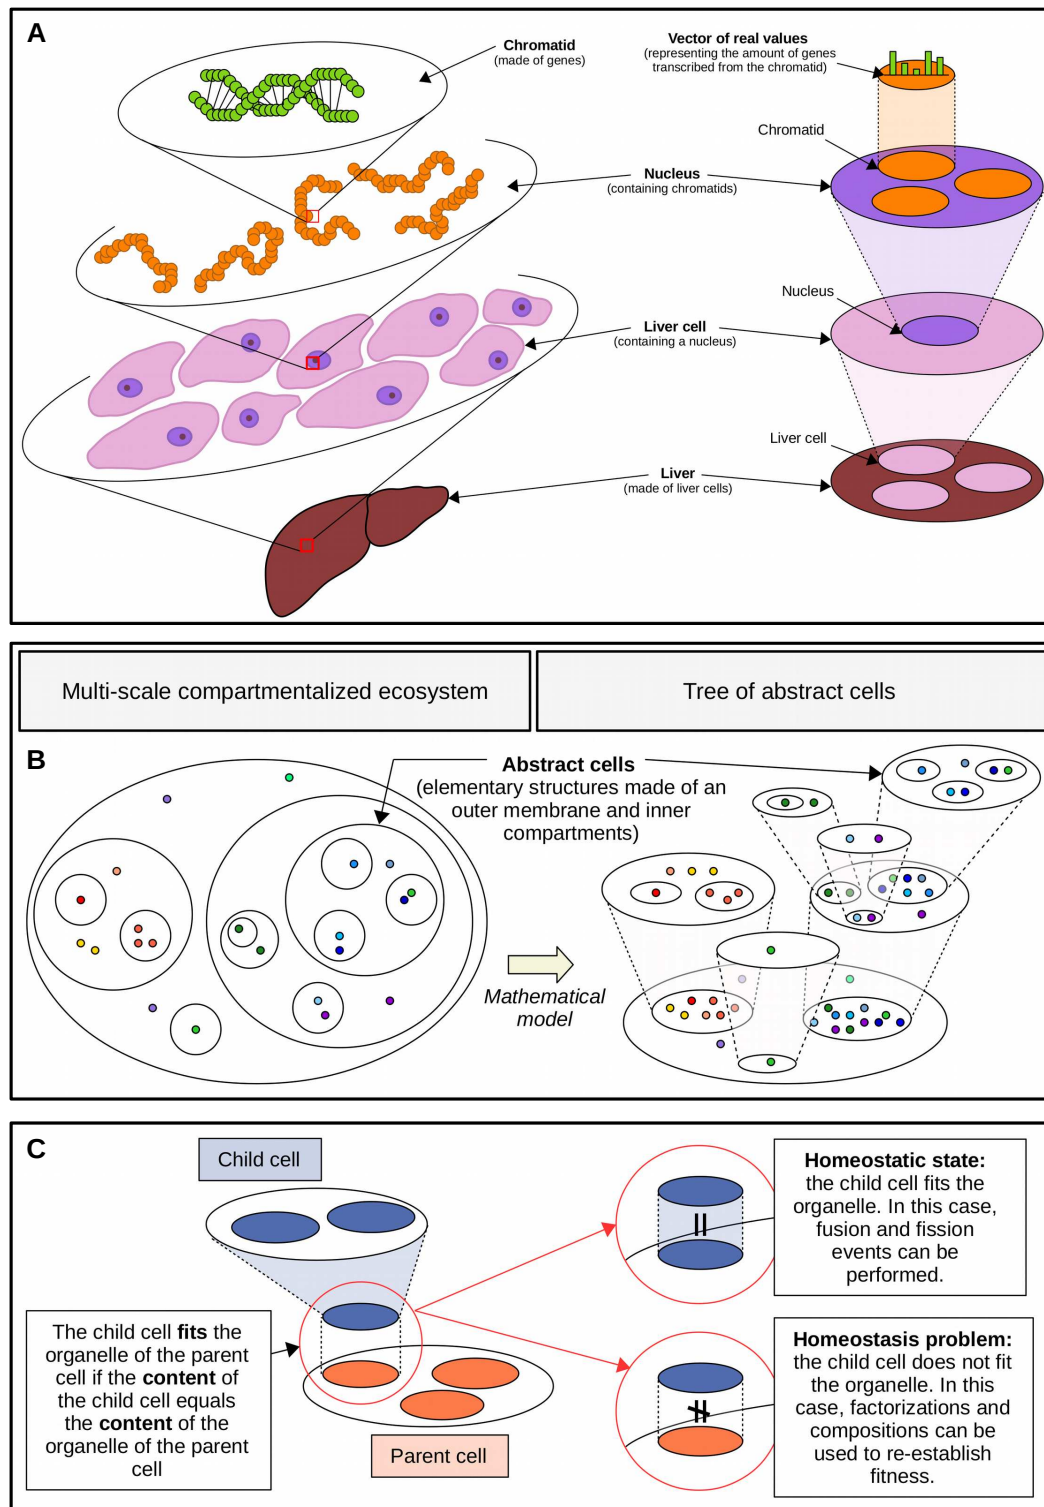 A
Chromatid
(made of genes)
Vector of real values
(representing the amount of genes
transcribed from the chromatid)
Chromatid
Nucleus
(containing chromatids)
Nucleus
Liver cell
(containing a nucleus)
Liver cell
Liver
(made of liver cells)
Multi-scale compartmentalized ecosystem
Tree of abstract cells
B
Abstract cells
(elementary structures made of an
outer membrane and inner
compartments)
Mathematical
model
C
Child cell
The child cell fits the
organelle of the parent
cell if the content of
the child cell equals
the content of the
organelle of the parent
cell
Parent cell
Homeostatic state:
the child cell fits the
organelle. In this case,
fusion and fission
events can be
performed.
Homeostasis problem:
the child cell does not fit
the organelle. In this
case, factorizations and
compositions can be
used to re-establish
fitness.